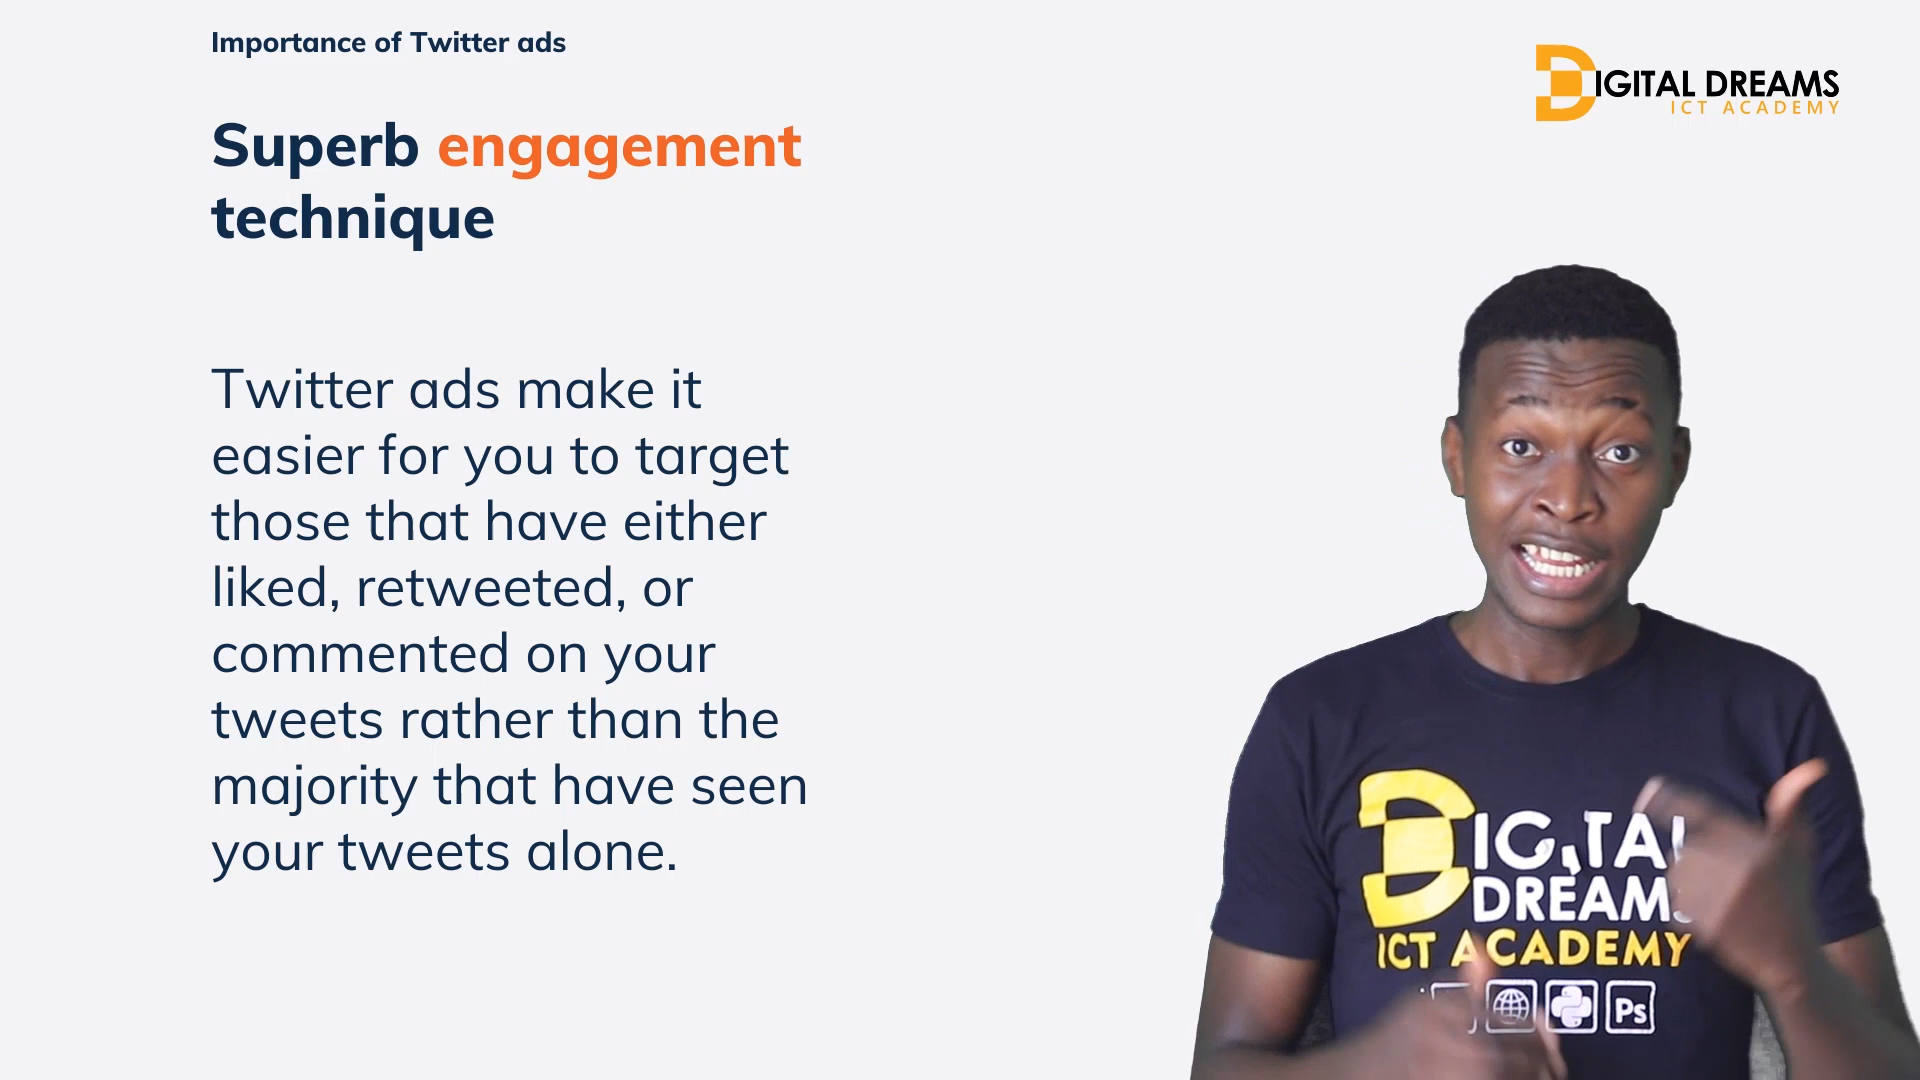 Importance of Twitter ads
Superb engagement
technique
Twitter ads make it
easier for you to target
those that have either
liked, retweeted, or
commented on your
tweets rather than the
majority that have seen
your tweets alone.
DIGITAL DREAMS
ICT ACADEMY
DREAM
ICT ACADEMY
Ps